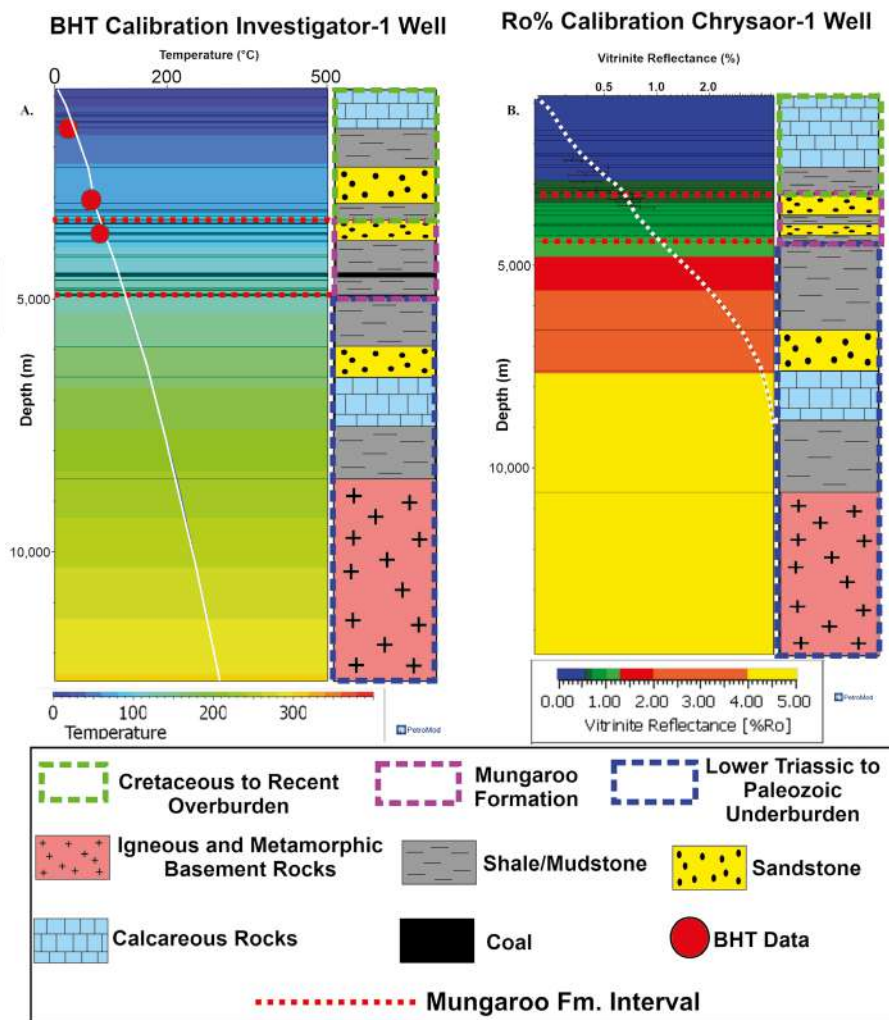 BHT Calibration Investigator-1 Well
Temperature (°C)
0 200 500
A.
5,000
Depth (m)
10,000
0 100 200 300
Temperature
PetroMod
Ro% Calibration Chrysaor-1 Well
Vitrinite Reflectance (%)
0.5 1.0 2.0
B.
5,000
Depth (m)
10,000
0.00 1.00 2.00 3.00 4.00 5.00
Vitrinite Reflectance [%Ro]
PetroMod
Cretaceous to Recent
Overburden
Mungaroo
Formation
Lower Triassic to
Paleozoic
Underburden
Igneous and Metamorphic
Basement Rocks
Shale/Mudstone
Sandstone
Calcareous Rocks
Coal
BHT Data
Mungaroo Fm. Interval